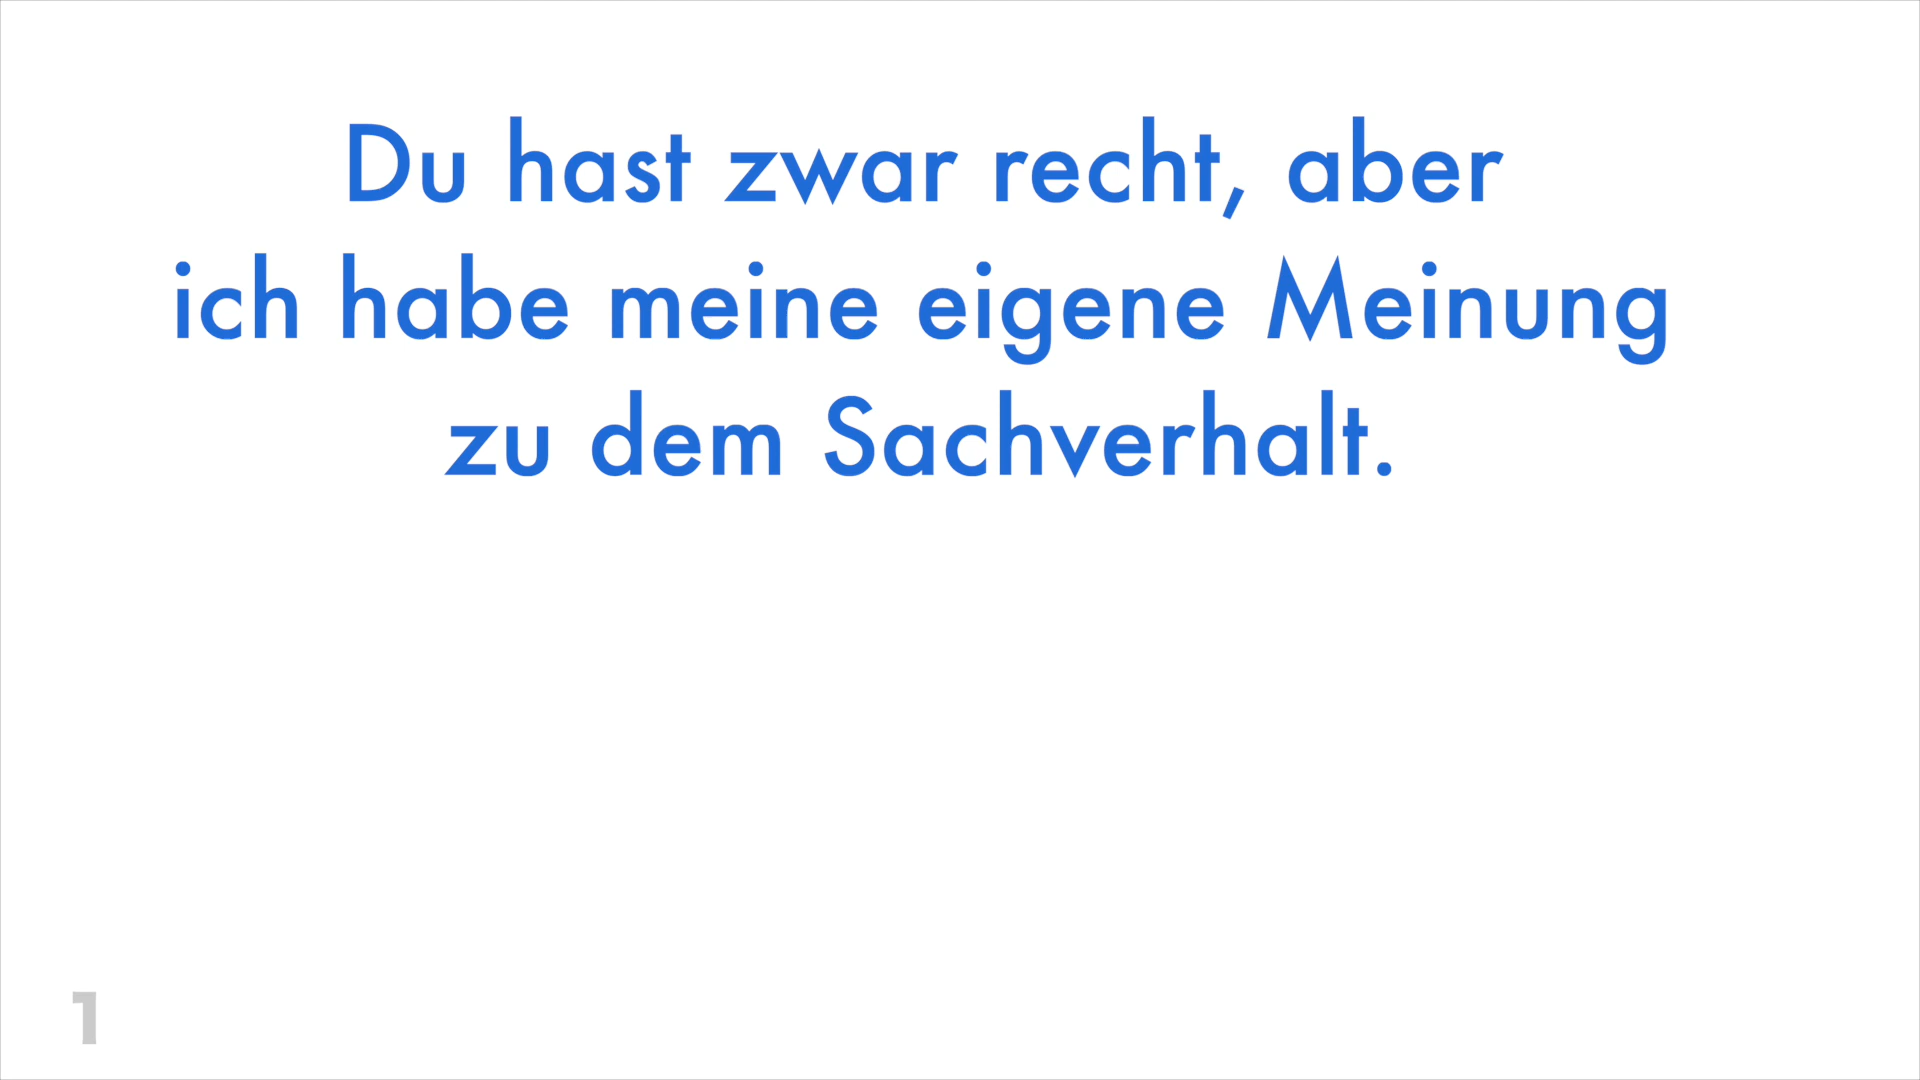 Du hast zwar recht, aber
ich habe meine eigene Meinung
zu dem Sachverhalt.
1